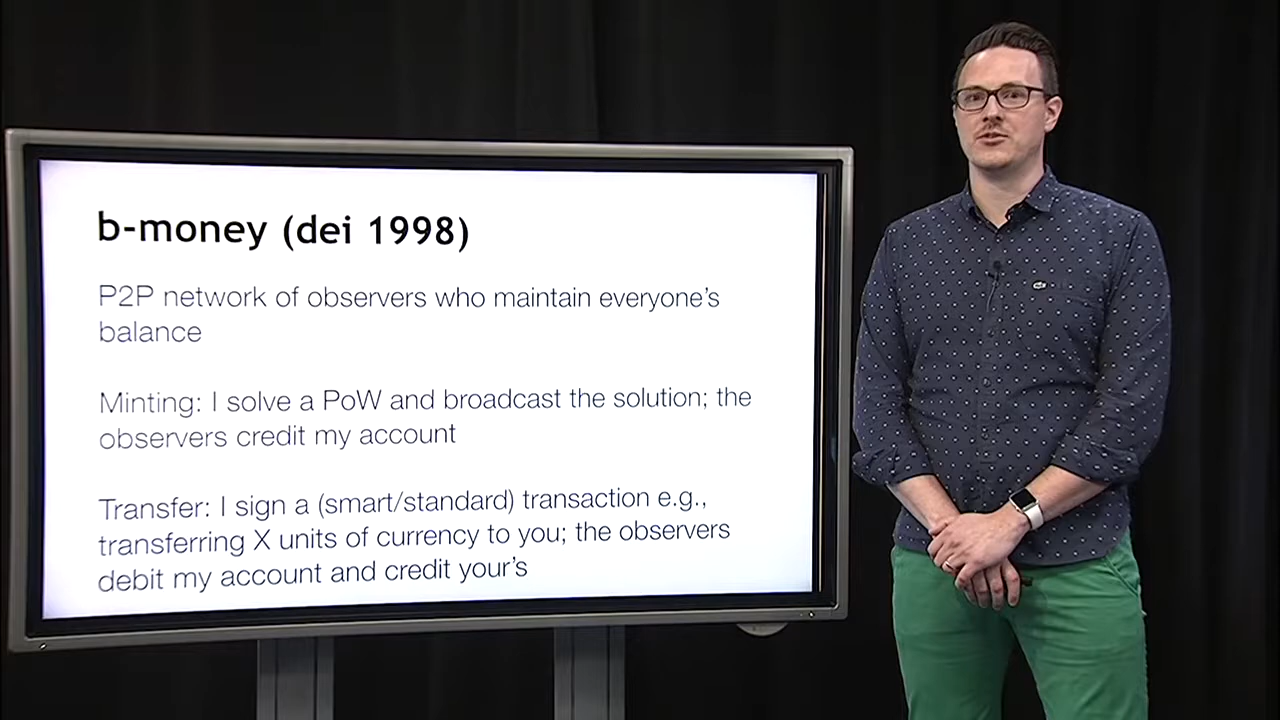 b-money (dei 1998)
P2P network of observers who maintain everyone's
balance
Minting: I solve a PoW and broadcast the solution; the
observers credit my account
Transfer: I sign a (smart/standard) transaction e.g.,
transferring X units of currency to you; the observers
debit my account and credit your's